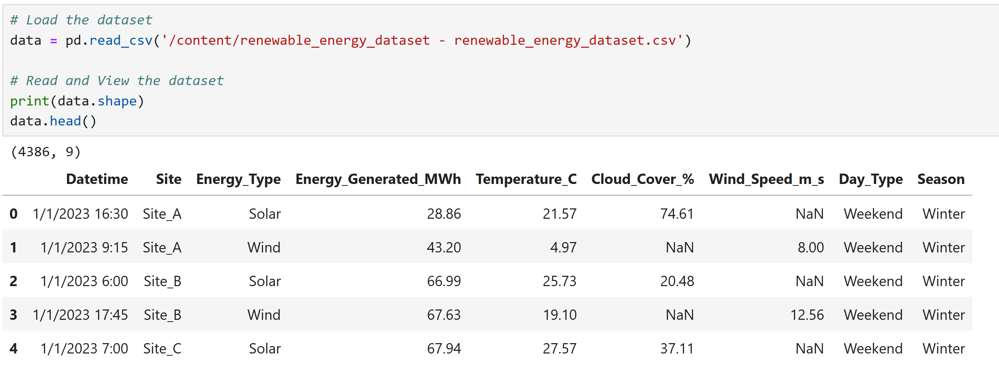 # Load the dataset
data = pd.read_csv('/content/renewable_energy_dataset - renewable_energy_dataset.csv')
# Read and View the dataset
print(data.shape)
data.head()
(4386, 9)
Datetime Site Energy_Type Energy_Generated_MWh Temperature_C Cloud_Cover_% Wind_Speed_m_s Day_Type Season
0 1/1/2023 16:30 Site_A Solar 28.86 21.57 74.61 NaN Weekend Winter
1 1/1/2023 9:15 Site_A Wind 43.20 4.97 NaN 8.00 Weekend Winter
2 1/1/2023 6:00 Site_B Solar 66.99 25.73 20.48 NaN Weekend Winter
3 1/1/2023 17:45 Site_B Wind 67.63 19.10 NaN 12.56 Weekend Winter
4 1/1/2023 7:00 Site_C Solar 67.94 27.57 37.11 NaN Weekend Winter